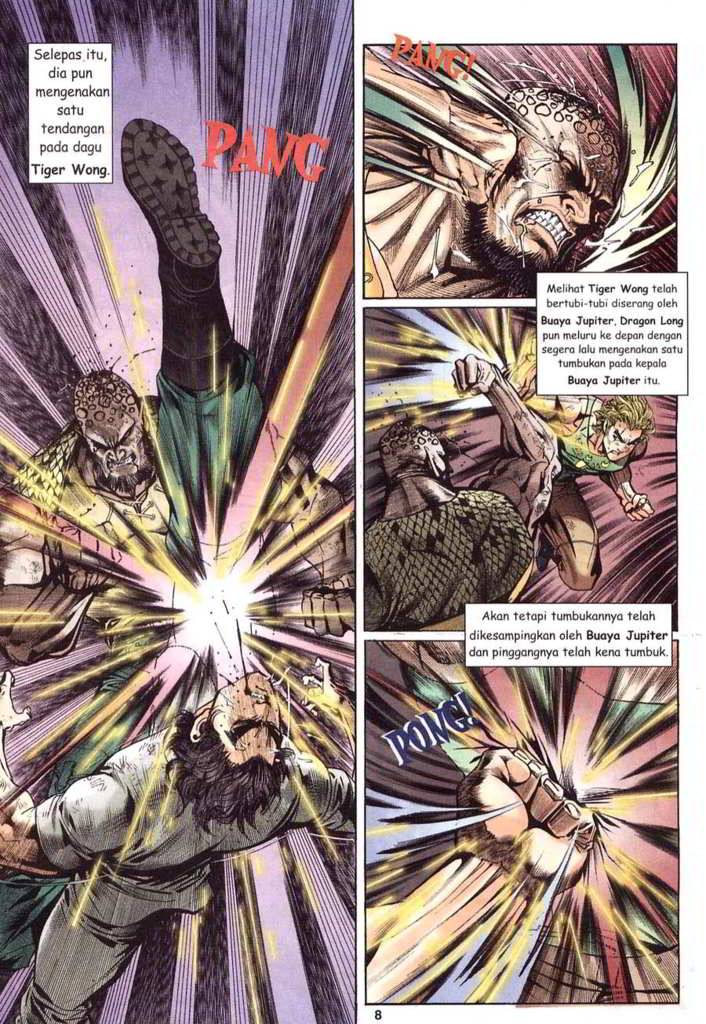 Selepas itu,
dia pun
mengenakan
satu
tendangan
pada dagu
Tiger Wong.
PANG
PANG!
Melihat Tiger Wong telah
bertubi-tubi diserang oleh
Buaya Jupiter, Dragon Long
pun meluru ke depan dengan
segera lalu mengenakan satu
tumbukan pada kepala
Buaya Jupiter itu.
Akan tetapi tumbukannya telah
dikesampingkan oleh Buaya Jupiter
dan pinggangnya telah kena tumbuk.
PONG!
8